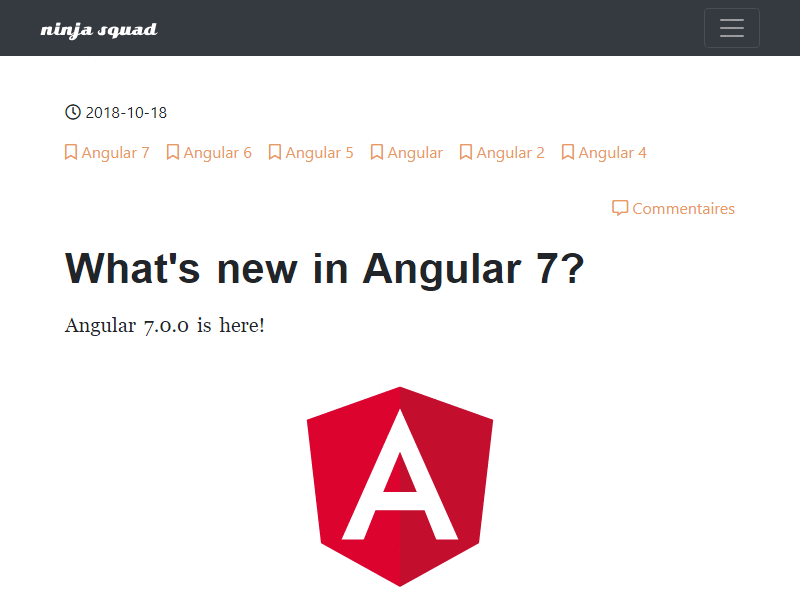 ninja squad
2018-10-18
Angular 7 Angular 6 Angular 5 Angular Angular 2 Angular 4
Commentaires
What's new in Angular 7?
Angular 7.0.0 is here!
A